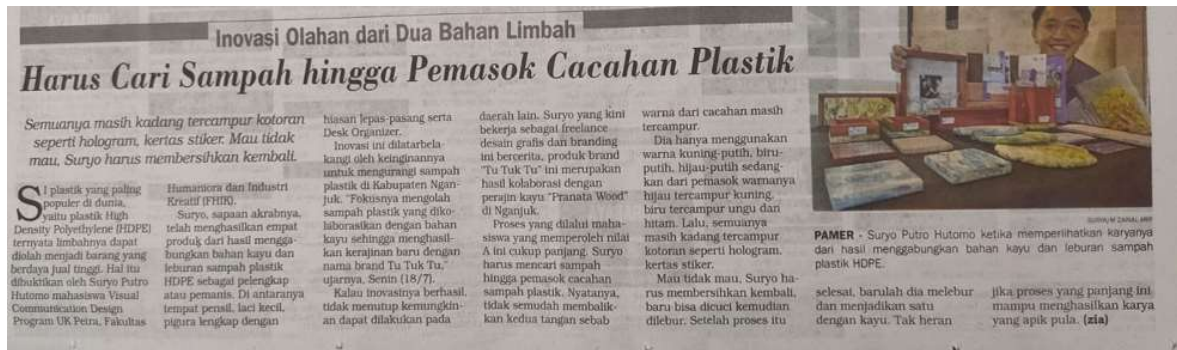 Inovasi Olahan dari Dua Bahan Limbah
Harus Cari Sampah hingga Pemasok Cacahan Plastik
Semuanya masih kadang tercampur kotoran
seperti hologram, kertas stiker. Mau tidak
mau, Suryo harus membersihkan kembali.
SI plastik yang paling
populer di dunia,
yaitu plastik High
Density Polyethylene (HDPE)
ternyata limbahnya dapat
diolah menjadi barang yang
berdaya jual tinggi. Hal itu
dibuktikan oleh Suryo Putro
Hutomo mahasiswa Visual
Communication Design
Program UK Petra, Fakultas
Humaniora dan Industri
Kreatif (FHIK).
Suryo, sapaan akrabnya,
telah menghasilkan empat
produk dari hasil mengga-
bungkan bahan kayu dan
leburan sampah plastik
HDPE sebagai pelengkap
atau pemanis. Di antaranya
tempat pensil, laci kecil,
pigura lengkap dengan
hiasan lepas-pasang serta
Desk Organizer.
Inovasi ini dilatarbela-
kangi oleh keinginannya
untuk mengurangi sampah
plastik di Kabupaten Ngan-
juk. "Fokusnya mengolah
sampah plastik yang diko-
laborasikan dengan bahan
kayu sehingga menghasil-
kan kerajinan baru dengan
nama brand Tu Tuk Tu,"
ujarnya, Senin (18/7).
Kalau inovasinya berhasil,
tidak menutup kemungkin-
an dapat dilakukan pada
daerah lain. Suryo yang kini
bekerja sebagai freelance
desain grafis dan branding
ini bercerita, produk brand
"Tu Tuk Tu" ini merupakan
hasil kolaborasi dengan
perajin kayu "Pranata Wood"
di Nganjuk.
Proses yang dilalui maha-
siswa yang memperoleh nilai
A ini cukup panjang. Suryo
harus mencari sampah
hingga pemasok cacahan
sampah plastik. Nyatanya,
tidak semudah membalik-
kan kedua tangan sebab
warna dari cacahan masih
tercampur.
Dia hanya menggunakan
warna kuning-putih, biru-
putih, hijau-putih sedang-
kan dari pemasok warnanya
hijau tercampur kuning,
biru tercampur ungu dan
hitam. Lalu, semuanya
masih kadang tercampur
kotoran seperti hologram,
kertas stiker.
Mau tidak mau, Suryo ha-
rus membersihkan kembali,
baru bisa dicuci kemudian
dilebur. Setelah proses itu
PAMER - Suryo Putro Hutomo ketika memperlihatkan karyanya
dari hasil menggabungkan bahan kayu dan leburan sampah
plastik HDPE.
selesai, barulah dia melebur
dan menjadikan satu
dengan kayu. Tak heran
jika proses yang panjang ini
mampu menghasilkan karya
yang apik pula. (zia)